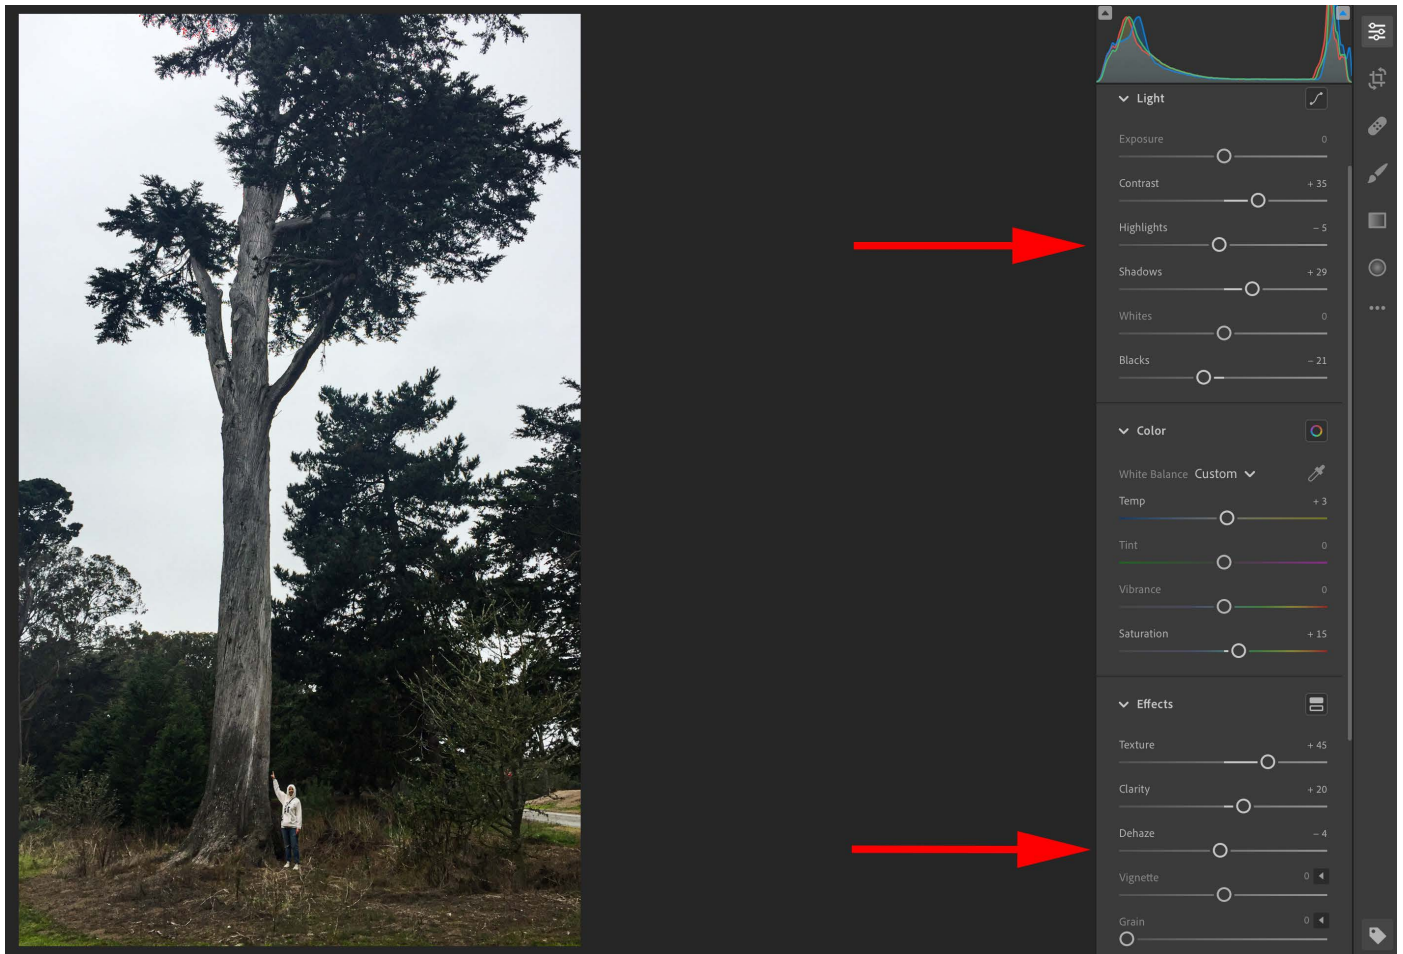 Light
Exposure 0
Contrast + 35
Highlights – 5
Shadows + 29
Whites 0
Blacks – 21
Color
White Balance Custom
Temp + 3
Tint 0
Vibrance 0
Saturation + 15
Effects
Texture + 45
Clarity + 20
Dehaze – 4
Vignette 0
Grain 0